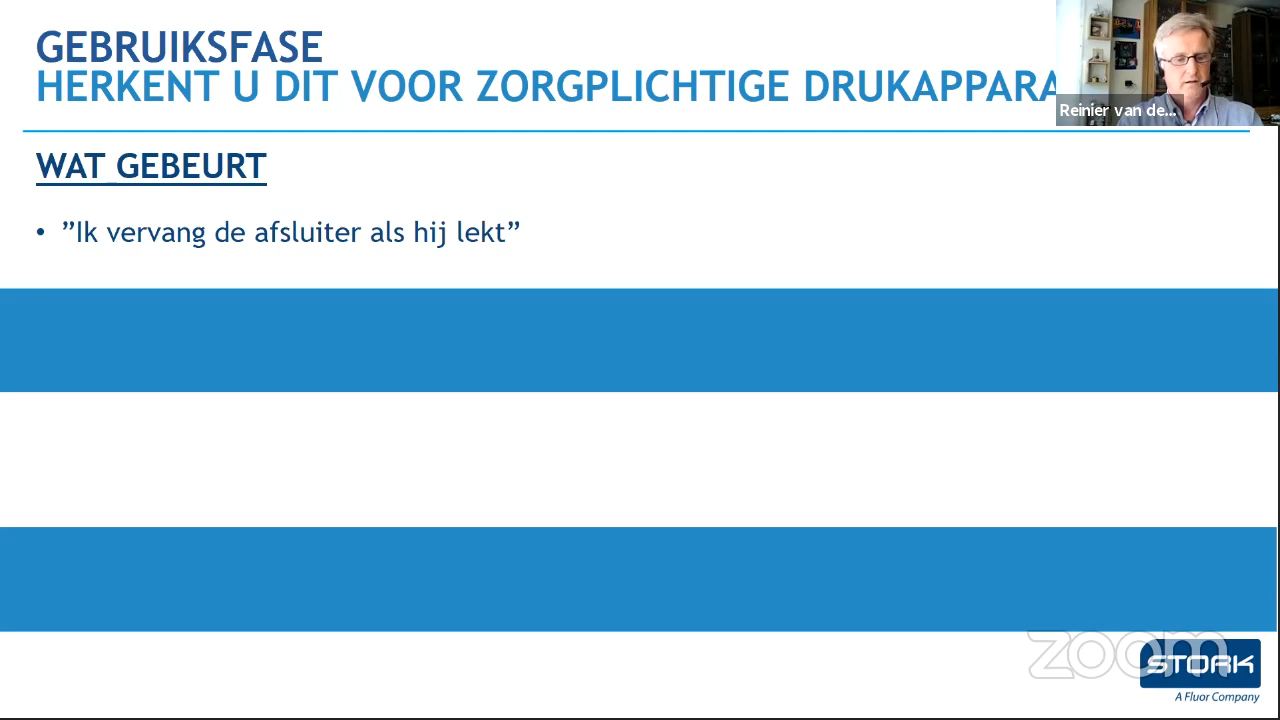 GEBRUIKSFASE
HERKENT U DIT VOOR ZORGPLICHTIGE DRUKAPPARA
Reinier van de...
WAT GEBEURT
• ”Ik vervang de afsluiter als hij lekt”
zoom
STORK
A Fluor Company